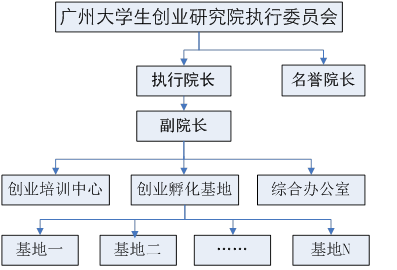 广州大学生创业研究院执行委员会
执行院长
名誉院长
副院长
创业培训中心
创业孵化基地
综合办公室
基地一
基地二
……
基地N